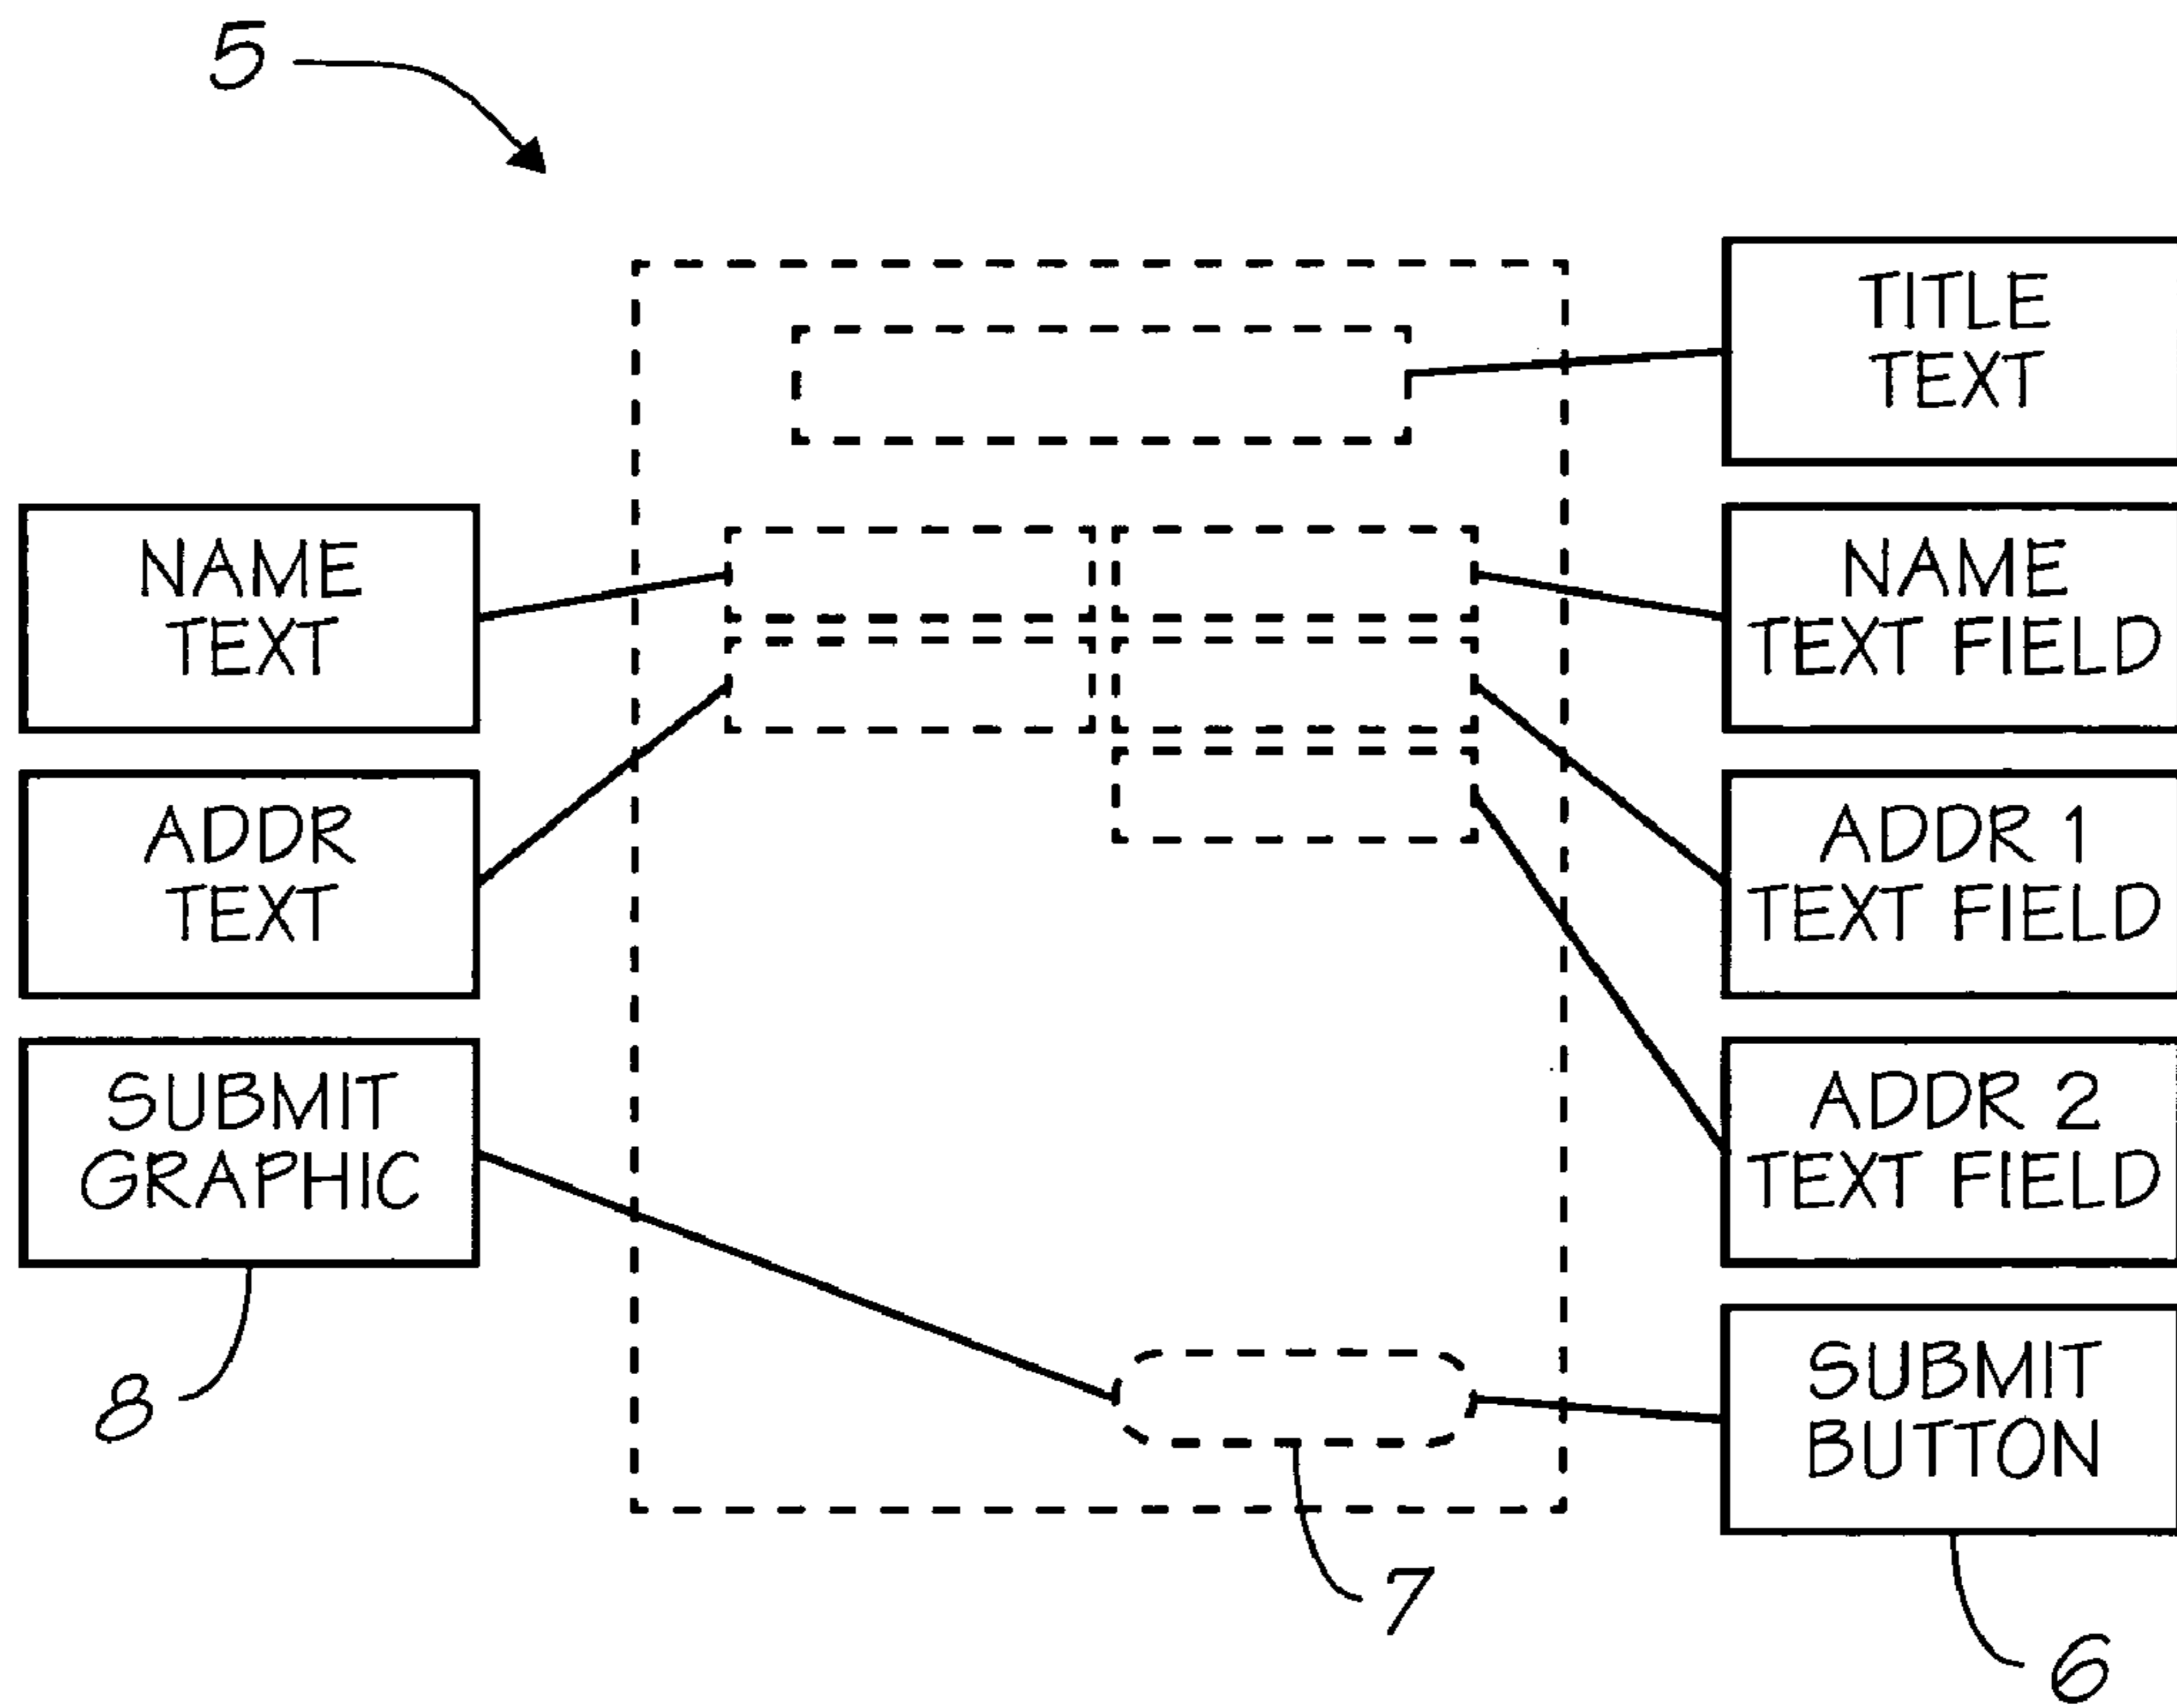 5
TITLE
TEXT
NAME
TEXT
NAME
TEXT FIELD
ADDR
TEXT
ADDR 1
TEXT FIELD
SUBMIT
GRAPHIC
ADDR 2
TEXT FIELD
SUBMIT
BUTTON
8
7
6